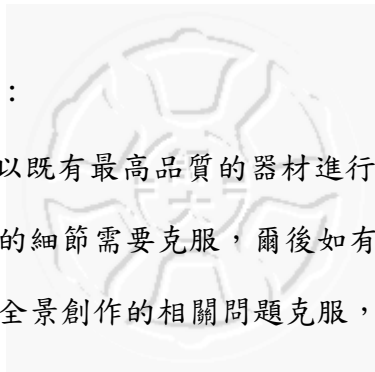 ：
以既有最高品質的器材進行
的細節需要克服，爾後如有
全景創作的相關問題克服，